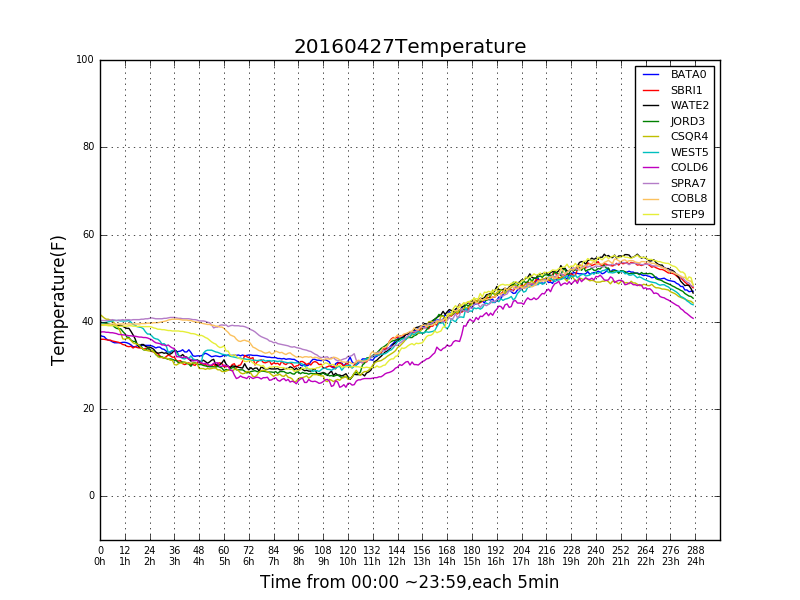 20160427Temperature
100
80
60
40
20
0
Temperature(F)
BATA0
SBRI1
WATE2
JORD3
CSQR4
WEST5
COLD6
SPRA7
COBL8
STEP9
0 12 24 36 48 60 72 84 96 108 120 132 144 156 168 180 192 204 216 228 240 252 264 276 288
0h 1h 2h 3h 4h 5h 6h 7h 8h 9h 10h 11h 12h 13h 14h 15h 16h 17h 18h 19h 20h 21h 22h 23h 24h
Time from 00:00 ~23:59,each 5min